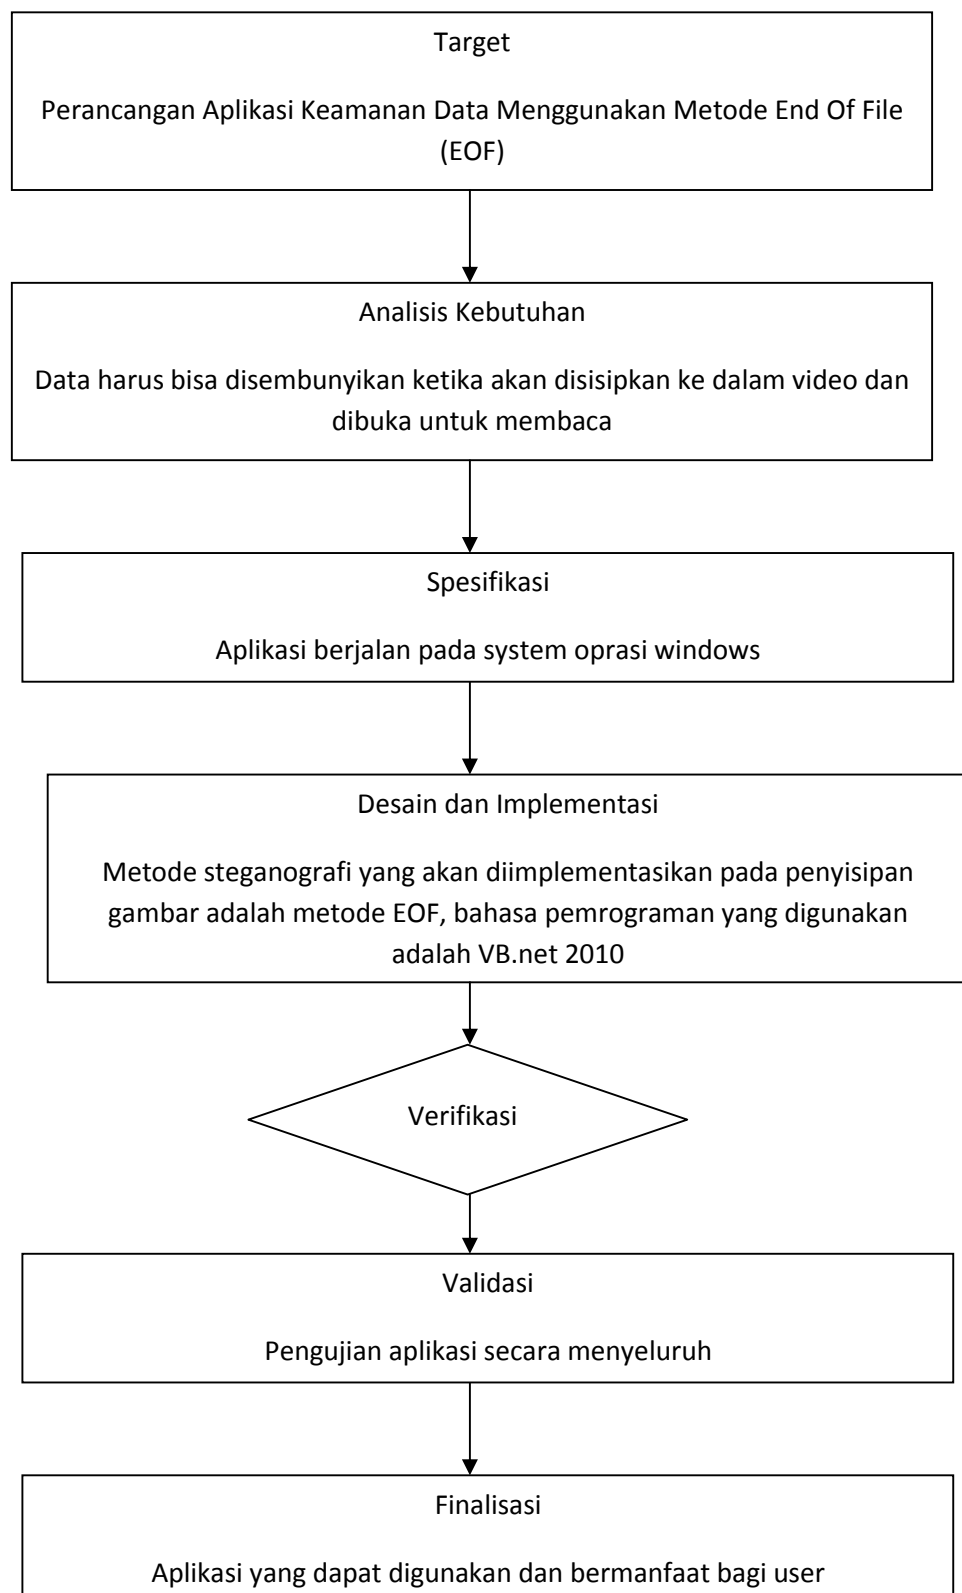 Target
Perancangan Aplikasi Keamanan Data Menggunakan Metode End Of File
(EOF)
Analisis Kebutuhan
Data harus bisa disembunyikan ketika akan disisipkan ke dalam video dan
dibuka untuk membaca
Spesifikasi
Aplikasi berjalan pada system oprasi windows
Desain dan Implementasi
Metode steganografi yang akan diimplementasikan pada penyisipan
gambar adalah metode EOF, bahasa pemrograman yang digunakan
adalah VB.net 2010
Verifikasi
Validasi
Pengujian aplikasi secara menyeluruh
Finalisasi
Aplikasi yang dapat digunakan dan bermanfaat bagi user